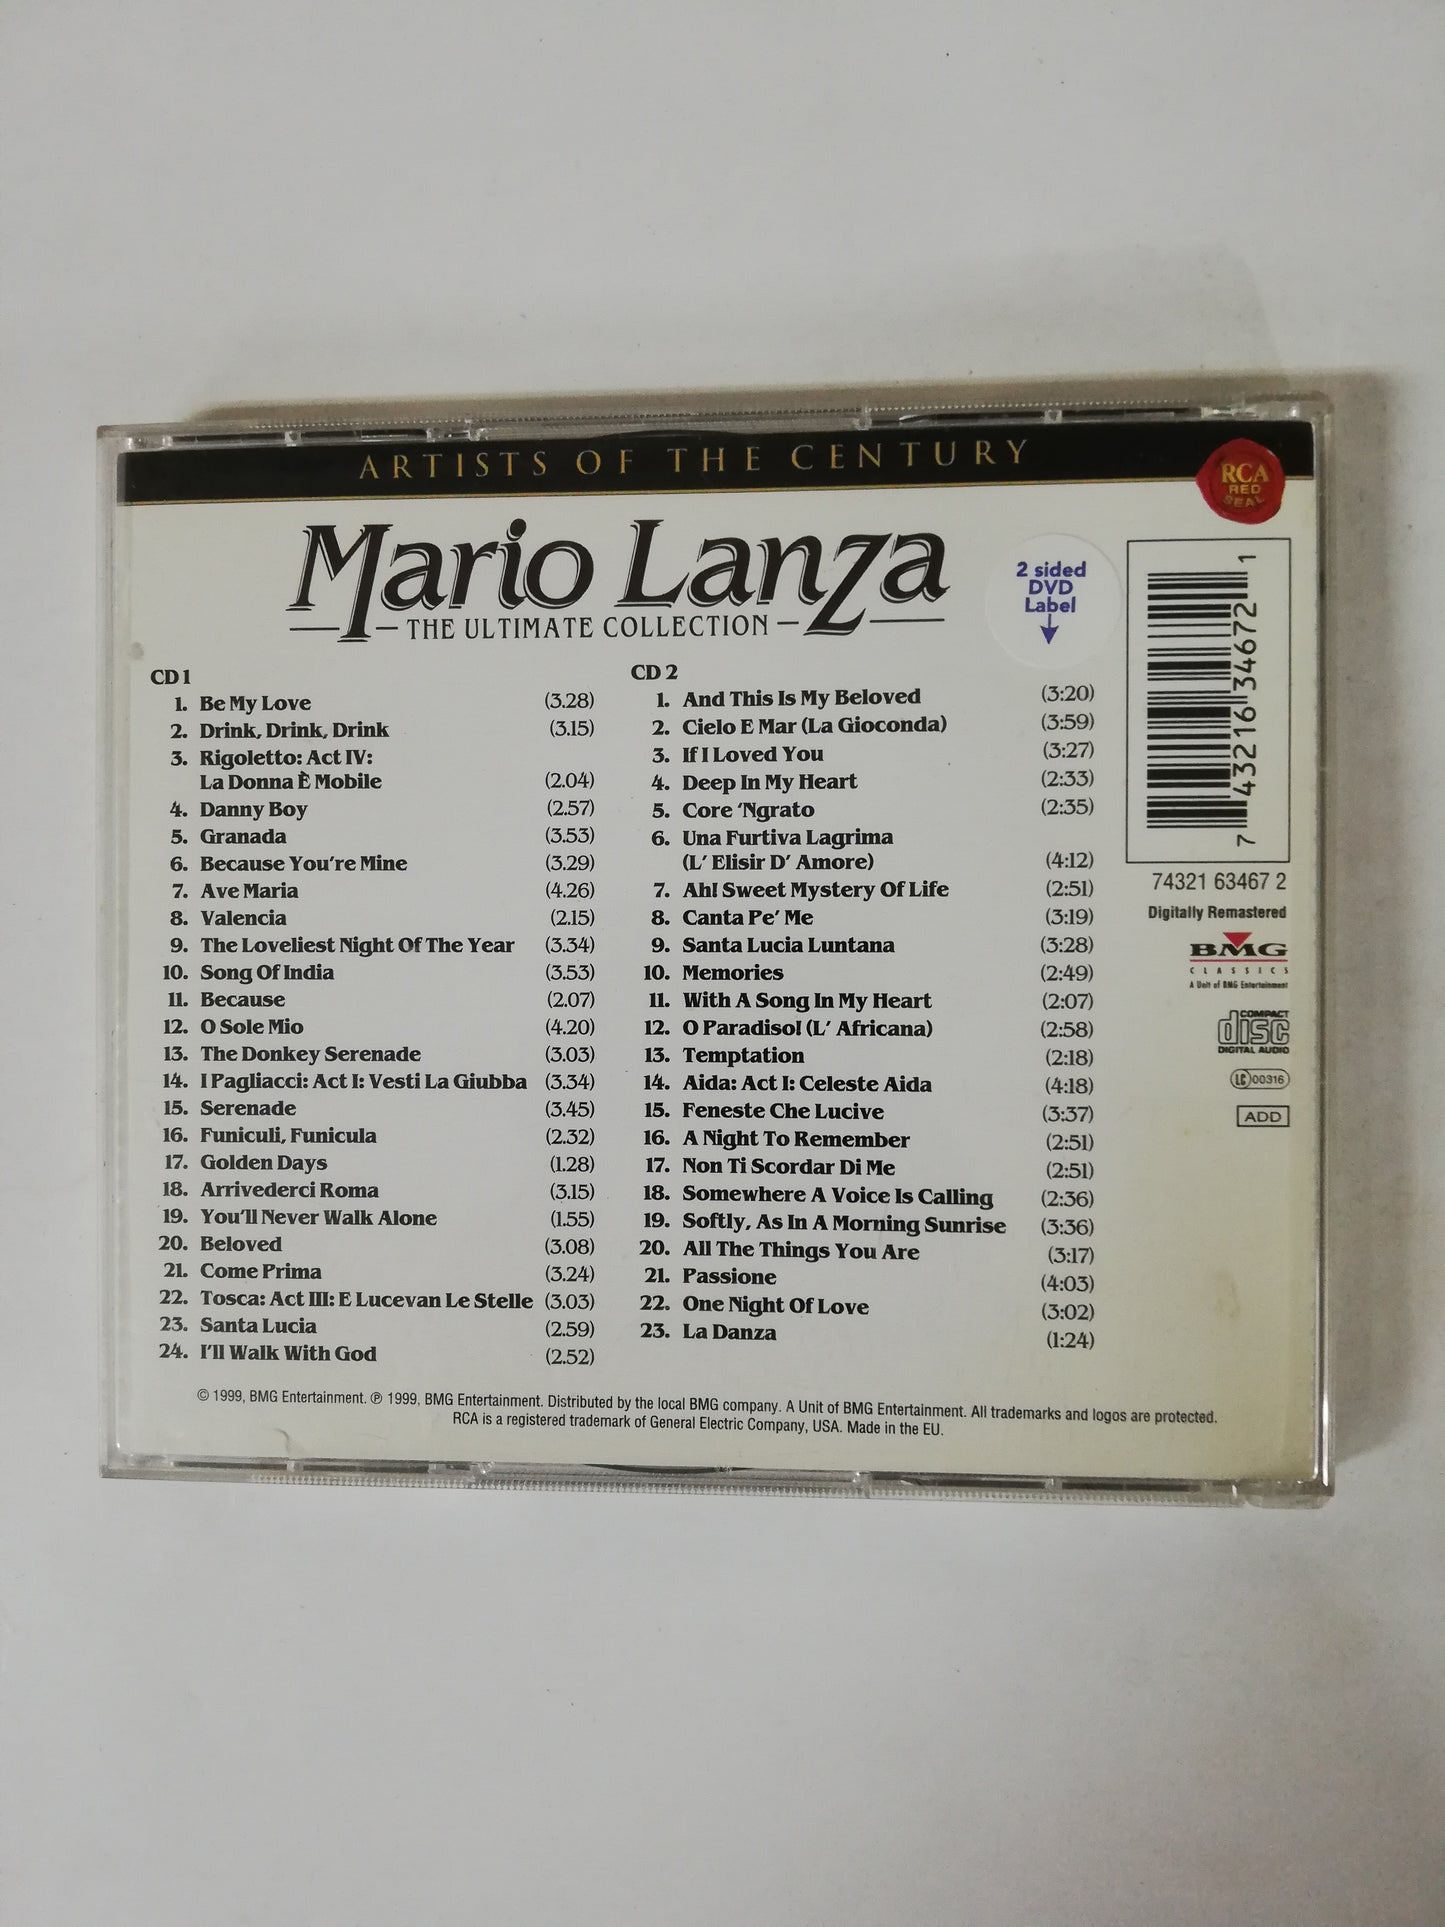 ARTISTS OF THE CENTURY
RCA
RED
SEAL
Mario Lanza
THE ULTIMATE COLLECTION
2 sided
DVD
Label
CD 1
1. Be My Love (3.28)
2. Drink, Drink, Drink (3.15)
3. Rigoletto: Act IV:
La Donna È Mobile (2.04)
4. Danny Boy (2.57)
5. Granada (3.53)
6. Because You're Mine (3.29)
7. Ave Maria (4.26)
8. Valencia (2.15)
9. The Loveliest Night Of The Year (3.34)
10. Song Of India (3.53)
11. Because (2.07)
12. O Sole Mio (4.20)
13. The Donkey Serenade (3.03)
14. I Pagliacci: Act I: Vesti La Giubba (3.34)
15. Serenade (3.45)
16. Funiculi, Funicula (2.32)
17. Golden Days (1.28)
18. Arrivederci Roma (3.15)
19. You'll Never Walk Alone (1.55)
20. Beloved (3.08)
21. Come Prima (3.24)
22. Tosca: Act III: E Lucevan Le Stelle (3.03)
23. Santa Lucia (2.59)
24. I'll Walk With God (2.52)
CD 2
1. And This Is My Beloved (3:20)
2. Cielo E Mar (La Gioconda) (3:59)
3. If I Loved You (3:27)
4. Deep In My Heart (2:33)
5. Core 'Ngrato (2:35)
6. Una Furtiva Lagrima
(L' Elisir D' Amore) (4:12)
7. Ah! Sweet Mystery Of Life (2:51)
8. Canta Pe' Me (3:19)
9. Santa Lucia Luntana (3:28)
10. Memories (2:49)
11. With A Song In My Heart (2:07)
12. O Paradiso! (L' Africana) (2:58)
13. Temptation (2:18)
14. Aida: Act I: Celeste Aida (4:18)
15. Feneste Che Lucive (3:37)
16. A Night To Remember (2:51)
17. Non Ti Scordar Di Me (2:51)
18. Somewhere A Voice Is Calling (2:36)
19. Softly, As In A Morning Sunrise (3:36)
20. All The Things You Are (3:17)
21. Passione (4:03)
22. One Night Of Love (3:02)
23. La Danza (1:24)
7 43216 34672 1
74321 63467 2
Digitally Remastered
BMG
CLASSICS
A Unit of BMG Entertainment
COMPACT
disc
DIGITAL AUDIO
LC 00316
ADD
© 1999, BMG Entertainment. ℗ 1999, BMG Entertainment. Distributed by the local BMG company. A Unit of BMG Entertainment. All trademarks and logos are protected.
RCA is a registered trademark of General Electric Company, USA. Made in the EU.